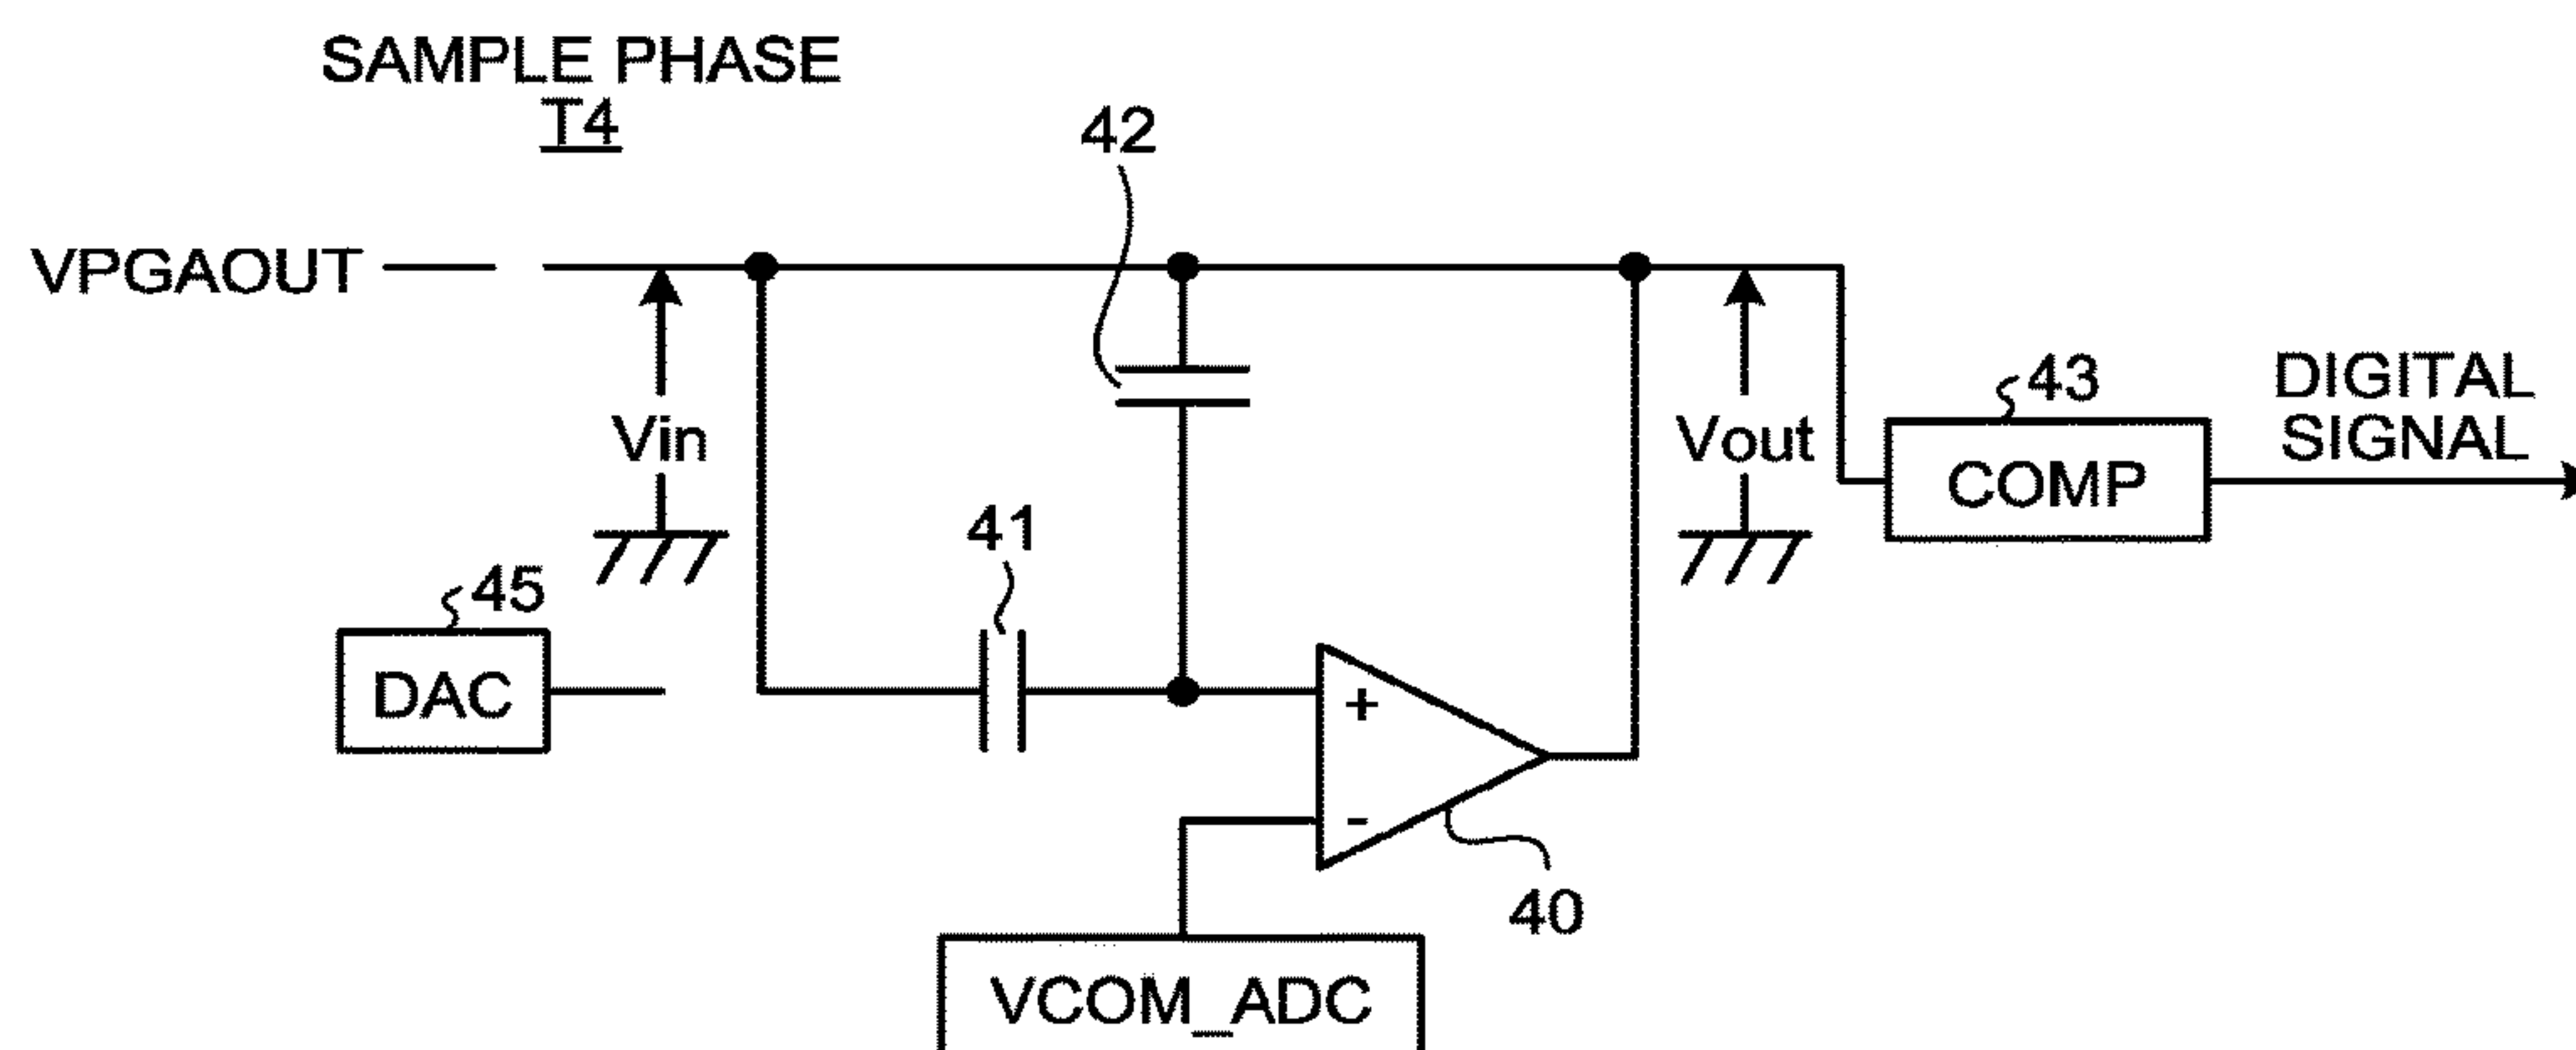 SAMPLE PHASE
T4
42
VPGAOUT
Vin
Vout
43
COMP
DIGITAL
SIGNAL
41
45
DAC
+
-
40
VCOM_ADC